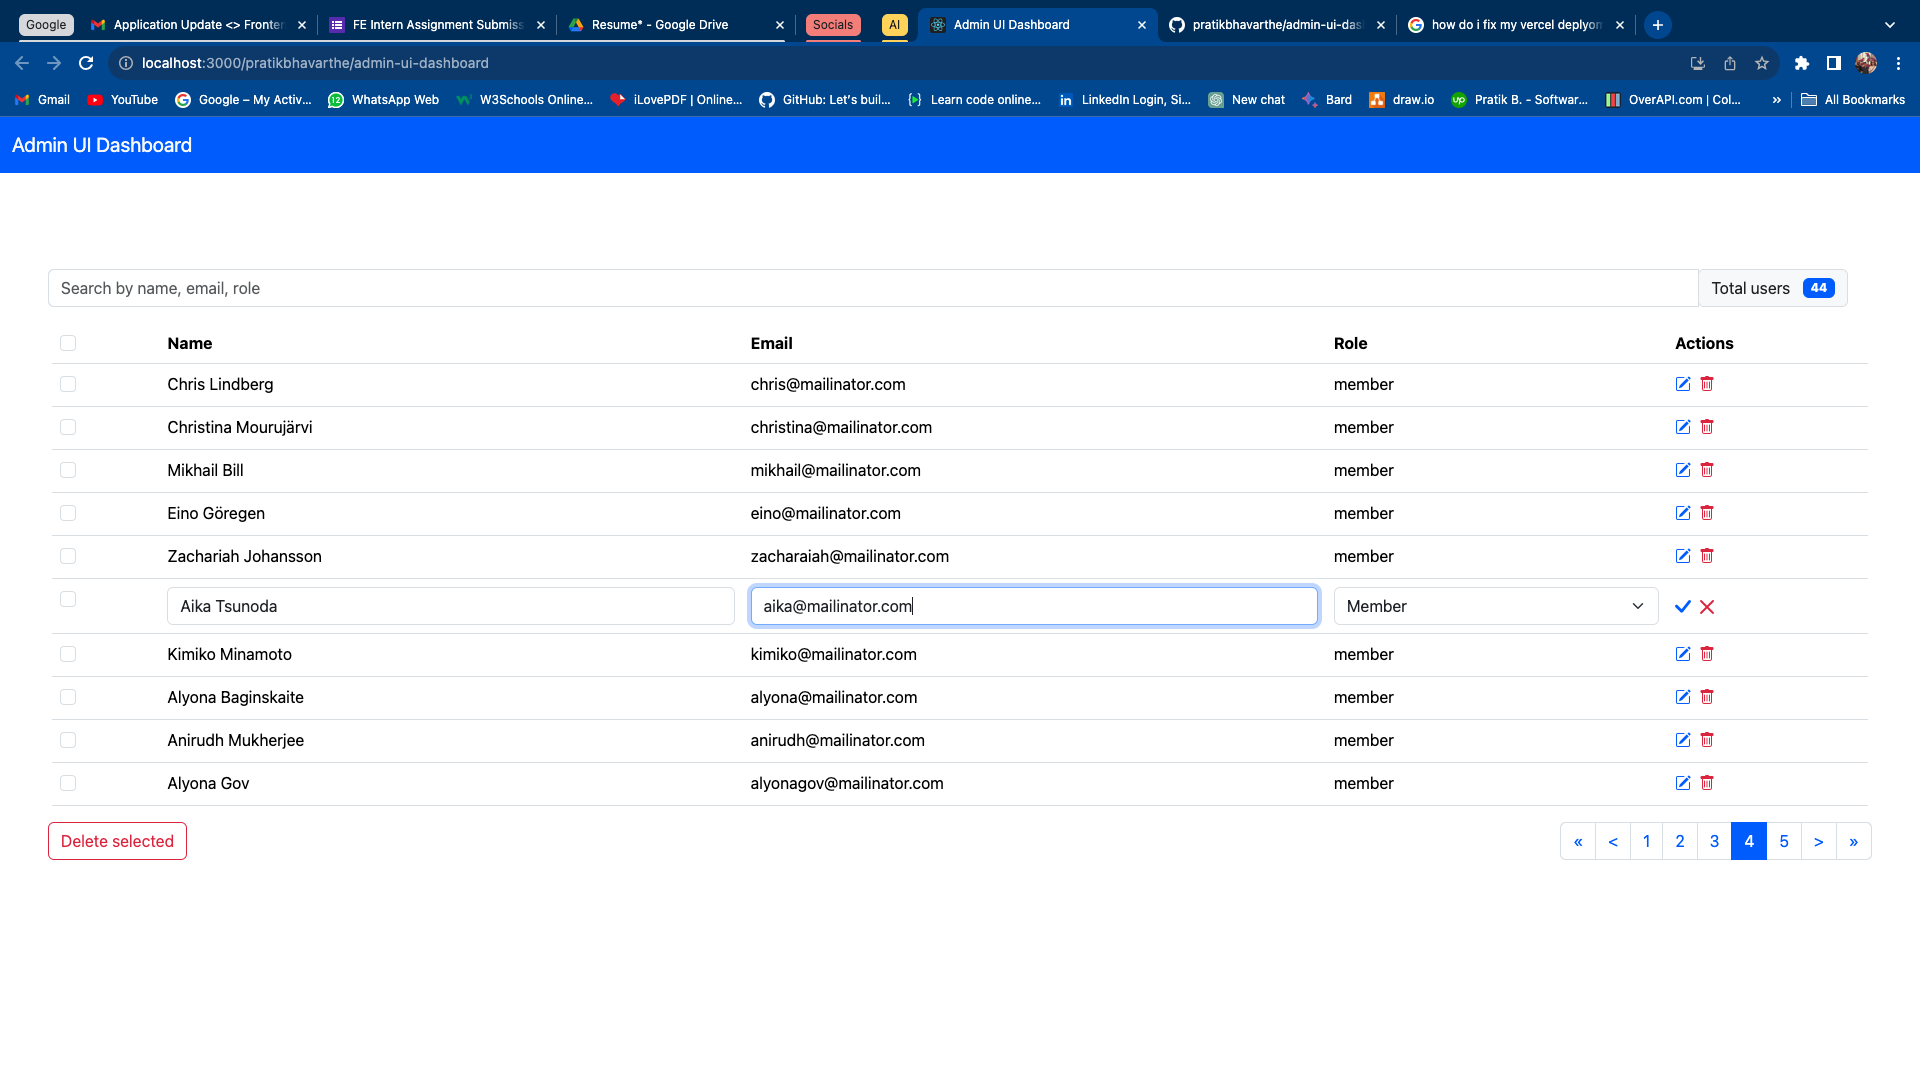 Google Application Update <> Fronten FE Intern Assignment Submiss Resume* - Google Drive Socials AI Admin UI Dashboard pratikbhavarthe/admin-ui-das how do i fix my vercel deplyom
localhost:3000/pratikbhavarthe/admin-ui-dashboard
Gmail YouTube Google – My Activ... WhatsApp Web W3Schools Online... iLovePDF | Online... GitHub: Let's buil... Learn code online... LinkedIn Login, Si... New chat Bard draw.io Pratik B. - Softwar... OverAPI.com | Col... » All Bookmarks
Admin UI Dashboard
Search by name, email, role Total users 44
Name Email Role Actions
Chris Lindberg chris@mailinator.com member
Christina Mourujärvi christina@mailinator.com member
Mikhail Bill mikhail@mailinator.com member
Eino Göregen eino@mailinator.com member
Zachariah Johansson zacharaiah@mailinator.com member
Aika Tsunoda aika@mailinator.com Member
Kimiko Minamoto kimiko@mailinator.com member
Alyona Baginskaite alyona@mailinator.com member
Anirudh Mukherjee anirudh@mailinator.com member
Alyona Gov alyonagov@mailinator.com member
Delete selected « < 1 2 3 4 5 > »